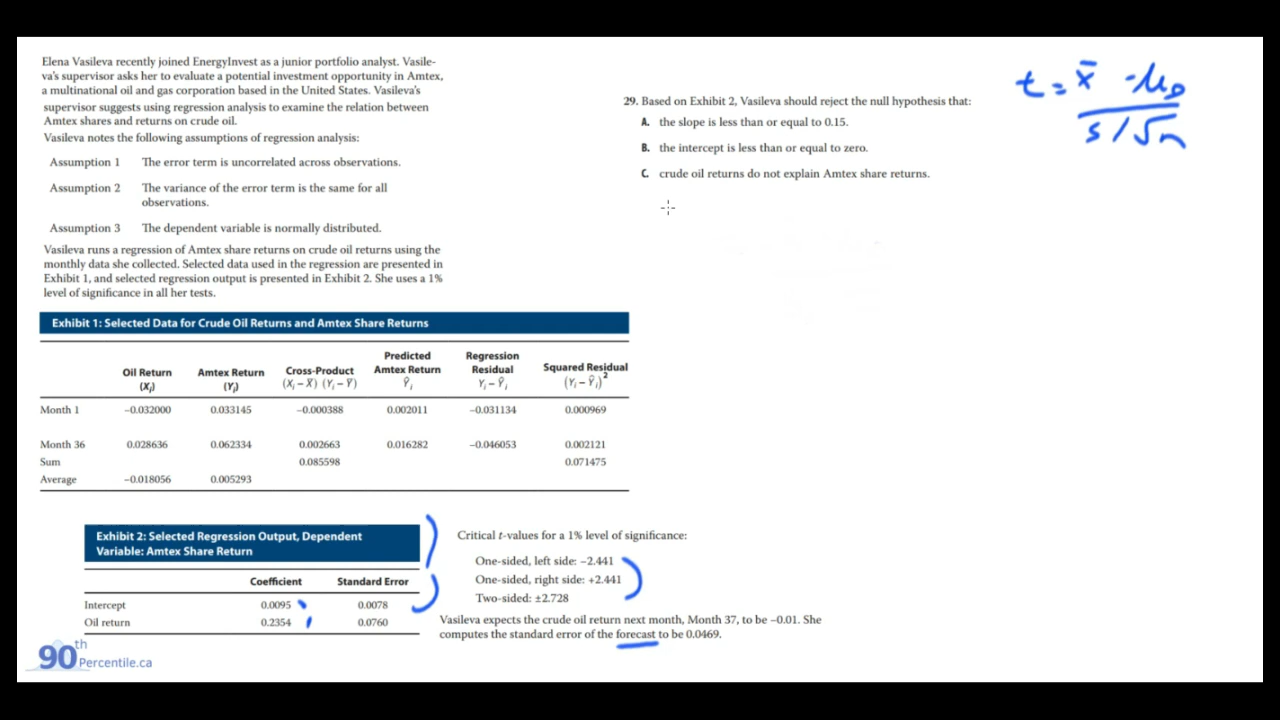 Elena Vasileva recently joined EnergyInvest as a junior portfolio analyst. Vasile-
va's supervisor asks her to evaluate a potential investment opportunity in Amtex,
a multinational oil and gas corporation based in the United States. Vasileva's
supervisor suggests using regression analysis to examine the relation between
Amtex shares and returns on crude oil.
Vasileva notes the following assumptions of regression analysis:
Assumption 1 The error term is uncorrelated across observations.
Assumption 2 The variance of the error term is the same for all
observations.
Assumption 3 The dependent variable is normally distributed.
Vasileva runs a regression of Amtex share returns on crude oil returns using the
monthly data she collected. Selected data used in the regression are presented in
Exhibit 1, and selected regression output is presented in Exhibit 2. She uses a 1%
level of significance in all her tests.
29. Based on Exhibit 2, Vasileva should reject the null hypothesis that:
A. the slope is less than or equal to 0.15.
B. the intercept is less than or equal to zero.
C. crude oil returns do not explain Amtex share returns.
t = x̄ - μ₀
s / √n
Exhibit 1: Selected Data for Crude Oil Returns and Amtex Share Returns
Oil Return (Xᵢ) Amtex Return (Yᵢ) Cross-Product (Xᵢ – X̄) (Yᵢ – Ȳ) Predicted Amtex Return Ŷᵢ Regression Residual Yᵢ – Ŷᵢ Squared Residual (Yᵢ – Ŷᵢ)²
Month 1 –0.032000 0.033145 –0.000388 0.002011 –0.031134 0.000969
Month 36 0.028636 0.062334 0.002663 0.016282 –0.046053 0.002121
Sum 0.085598 0.071475
Average –0.018056 0.005293
Exhibit 2: Selected Regression Output, Dependent
Variable: Amtex Share Return
Coefficient Standard Error
Intercept 0.0095 0.0078
Oil return 0.2354 0.0760
Critical t-values for a 1% level of significance:
One-sided, left side: –2.441
One-sided, right side: +2.441
Two-sided: ±2.728
Vasileva expects the crude oil return next month, Month 37, to be –0.01. She
computes the standard error of the forecast to be 0.0469.
90th
Percentile.ca